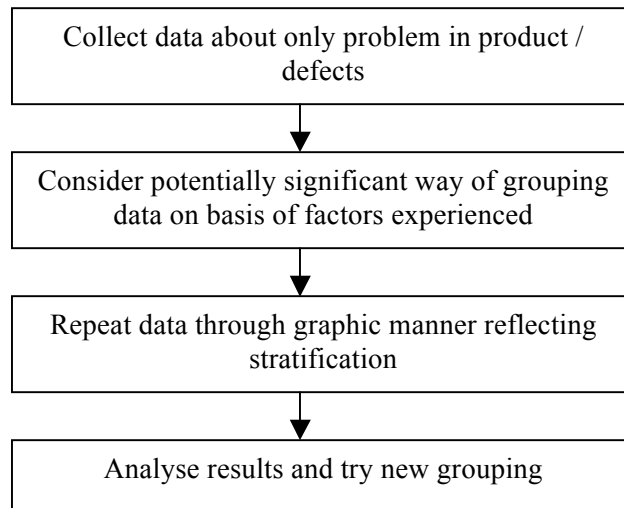 Collect data about only problem in product /
defects
Consider potentially significant way of grouping
data on basis of factors experienced
Repeat data through graphic manner reflecting
stratification
Analyse results and try new grouping